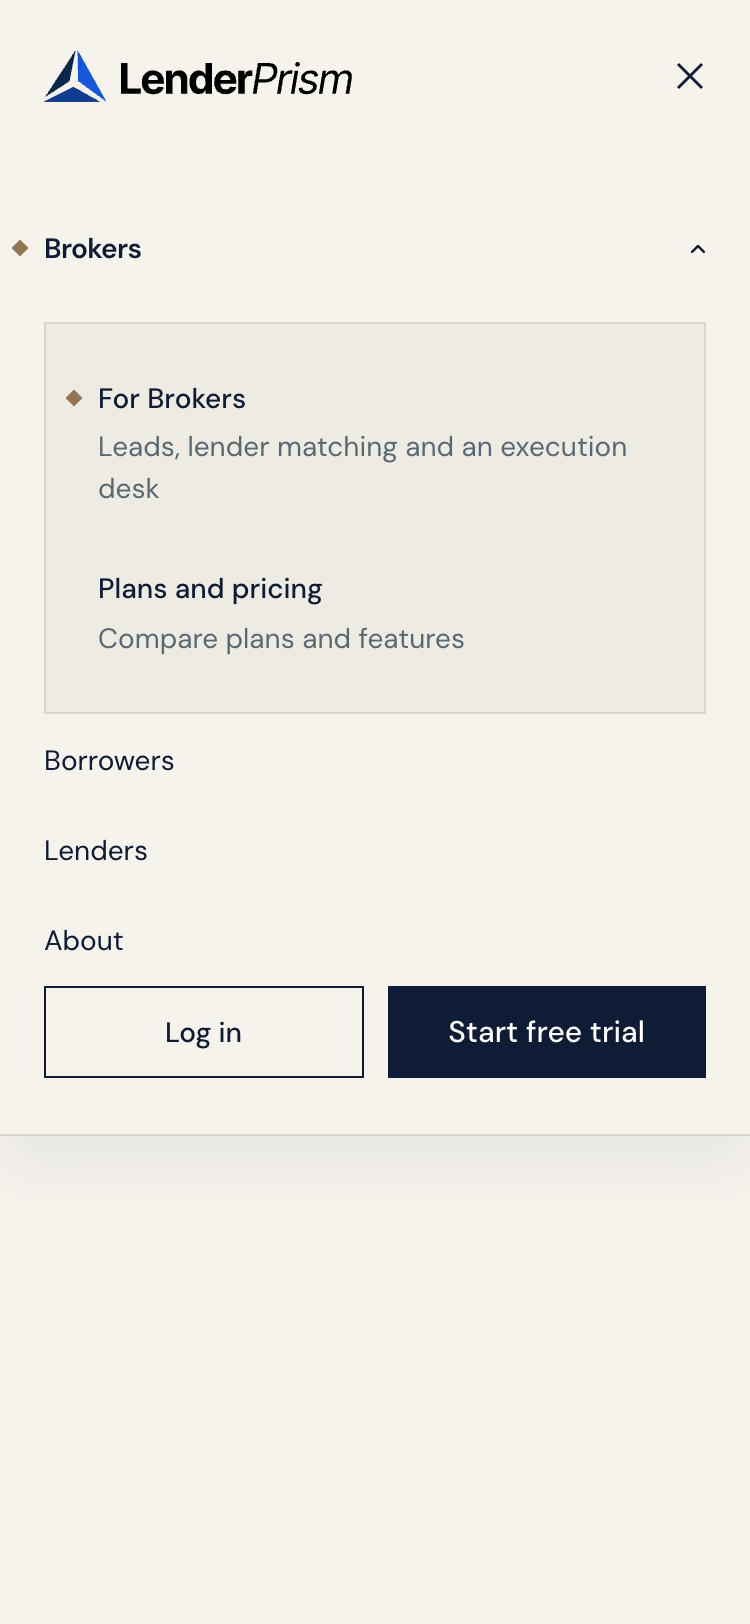 LenderPrism
Brokers
For Brokers
Leads, lender matching and an execution
desk
Plans and pricing
Compare plans and features
Borrowers
Lenders
About
Log in
Start free trial